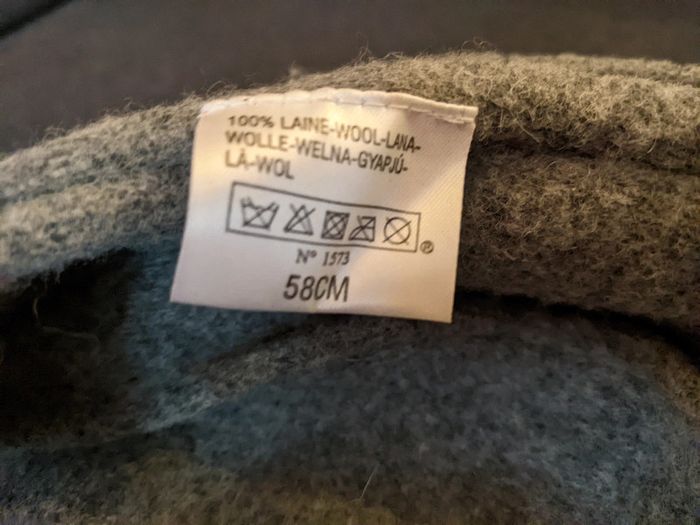 100% LAINE-WOOL-LANA-
WOLLE-WELNA-GYAPJÚ-
LÃ-WOL
®
Nº 1573
58CM